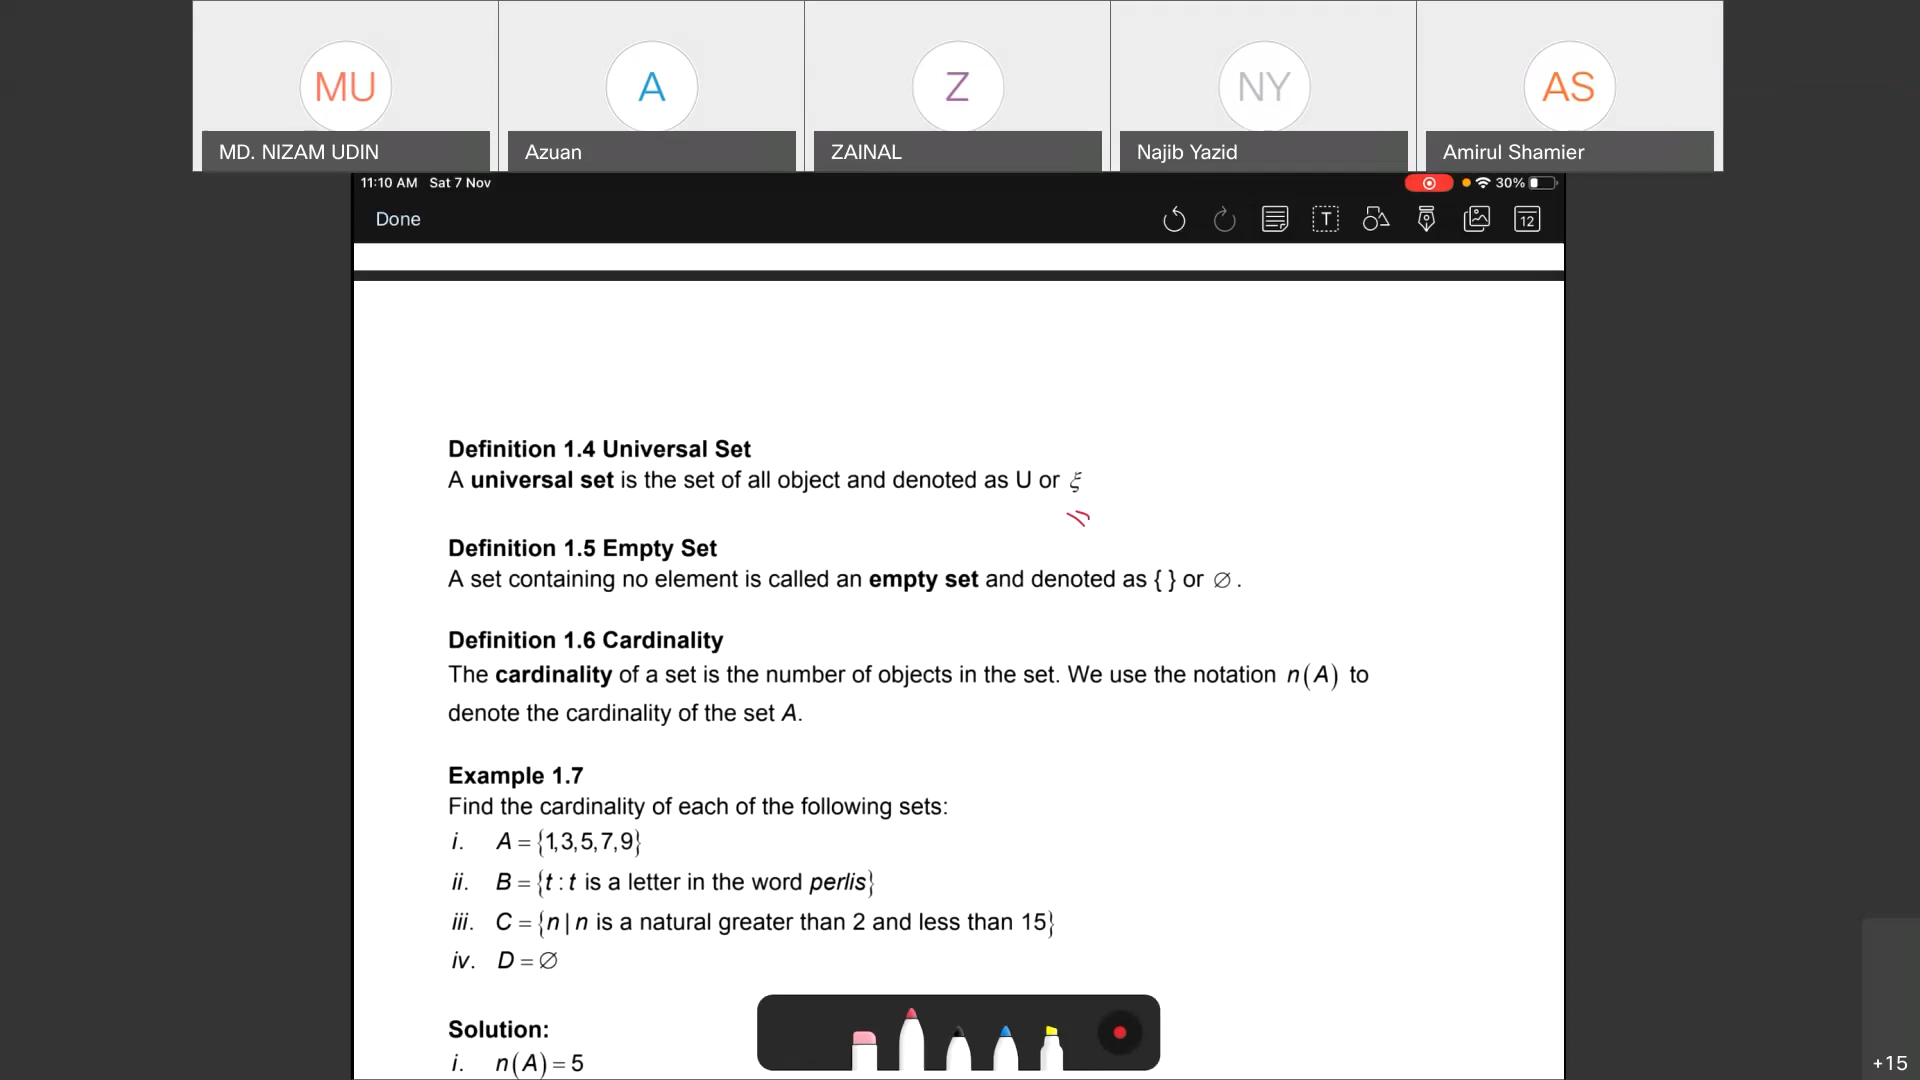 MU
A
Z
NY
AS
MD. NIZAM UDIN
Azuan
ZAINAL
Najib Yazid
Amirul Shamier
11:10 AM Sat 7 Nov
30%
Done
T
12
Definition 1.4 Universal Set
A universal set is the set of all object and denoted as U or ξ
Definition 1.5 Empty Set
A set containing no element is called an empty set and denoted as { } or ∅ .
Definition 1.6 Cardinality
The cardinality of a set is the number of objects in the set. We use the notation n(A) to
denote the cardinality of the set A.
Example 1.7
Find the cardinality of each of the following sets:
i. A = {1,3,5,7,9}
ii. B = {t : t is a letter in the word perlis}
iii. C = {n | n is a natural greater than 2 and less than 15}
iv. D = ∅
Solution:
i. n(A) = 5
+15